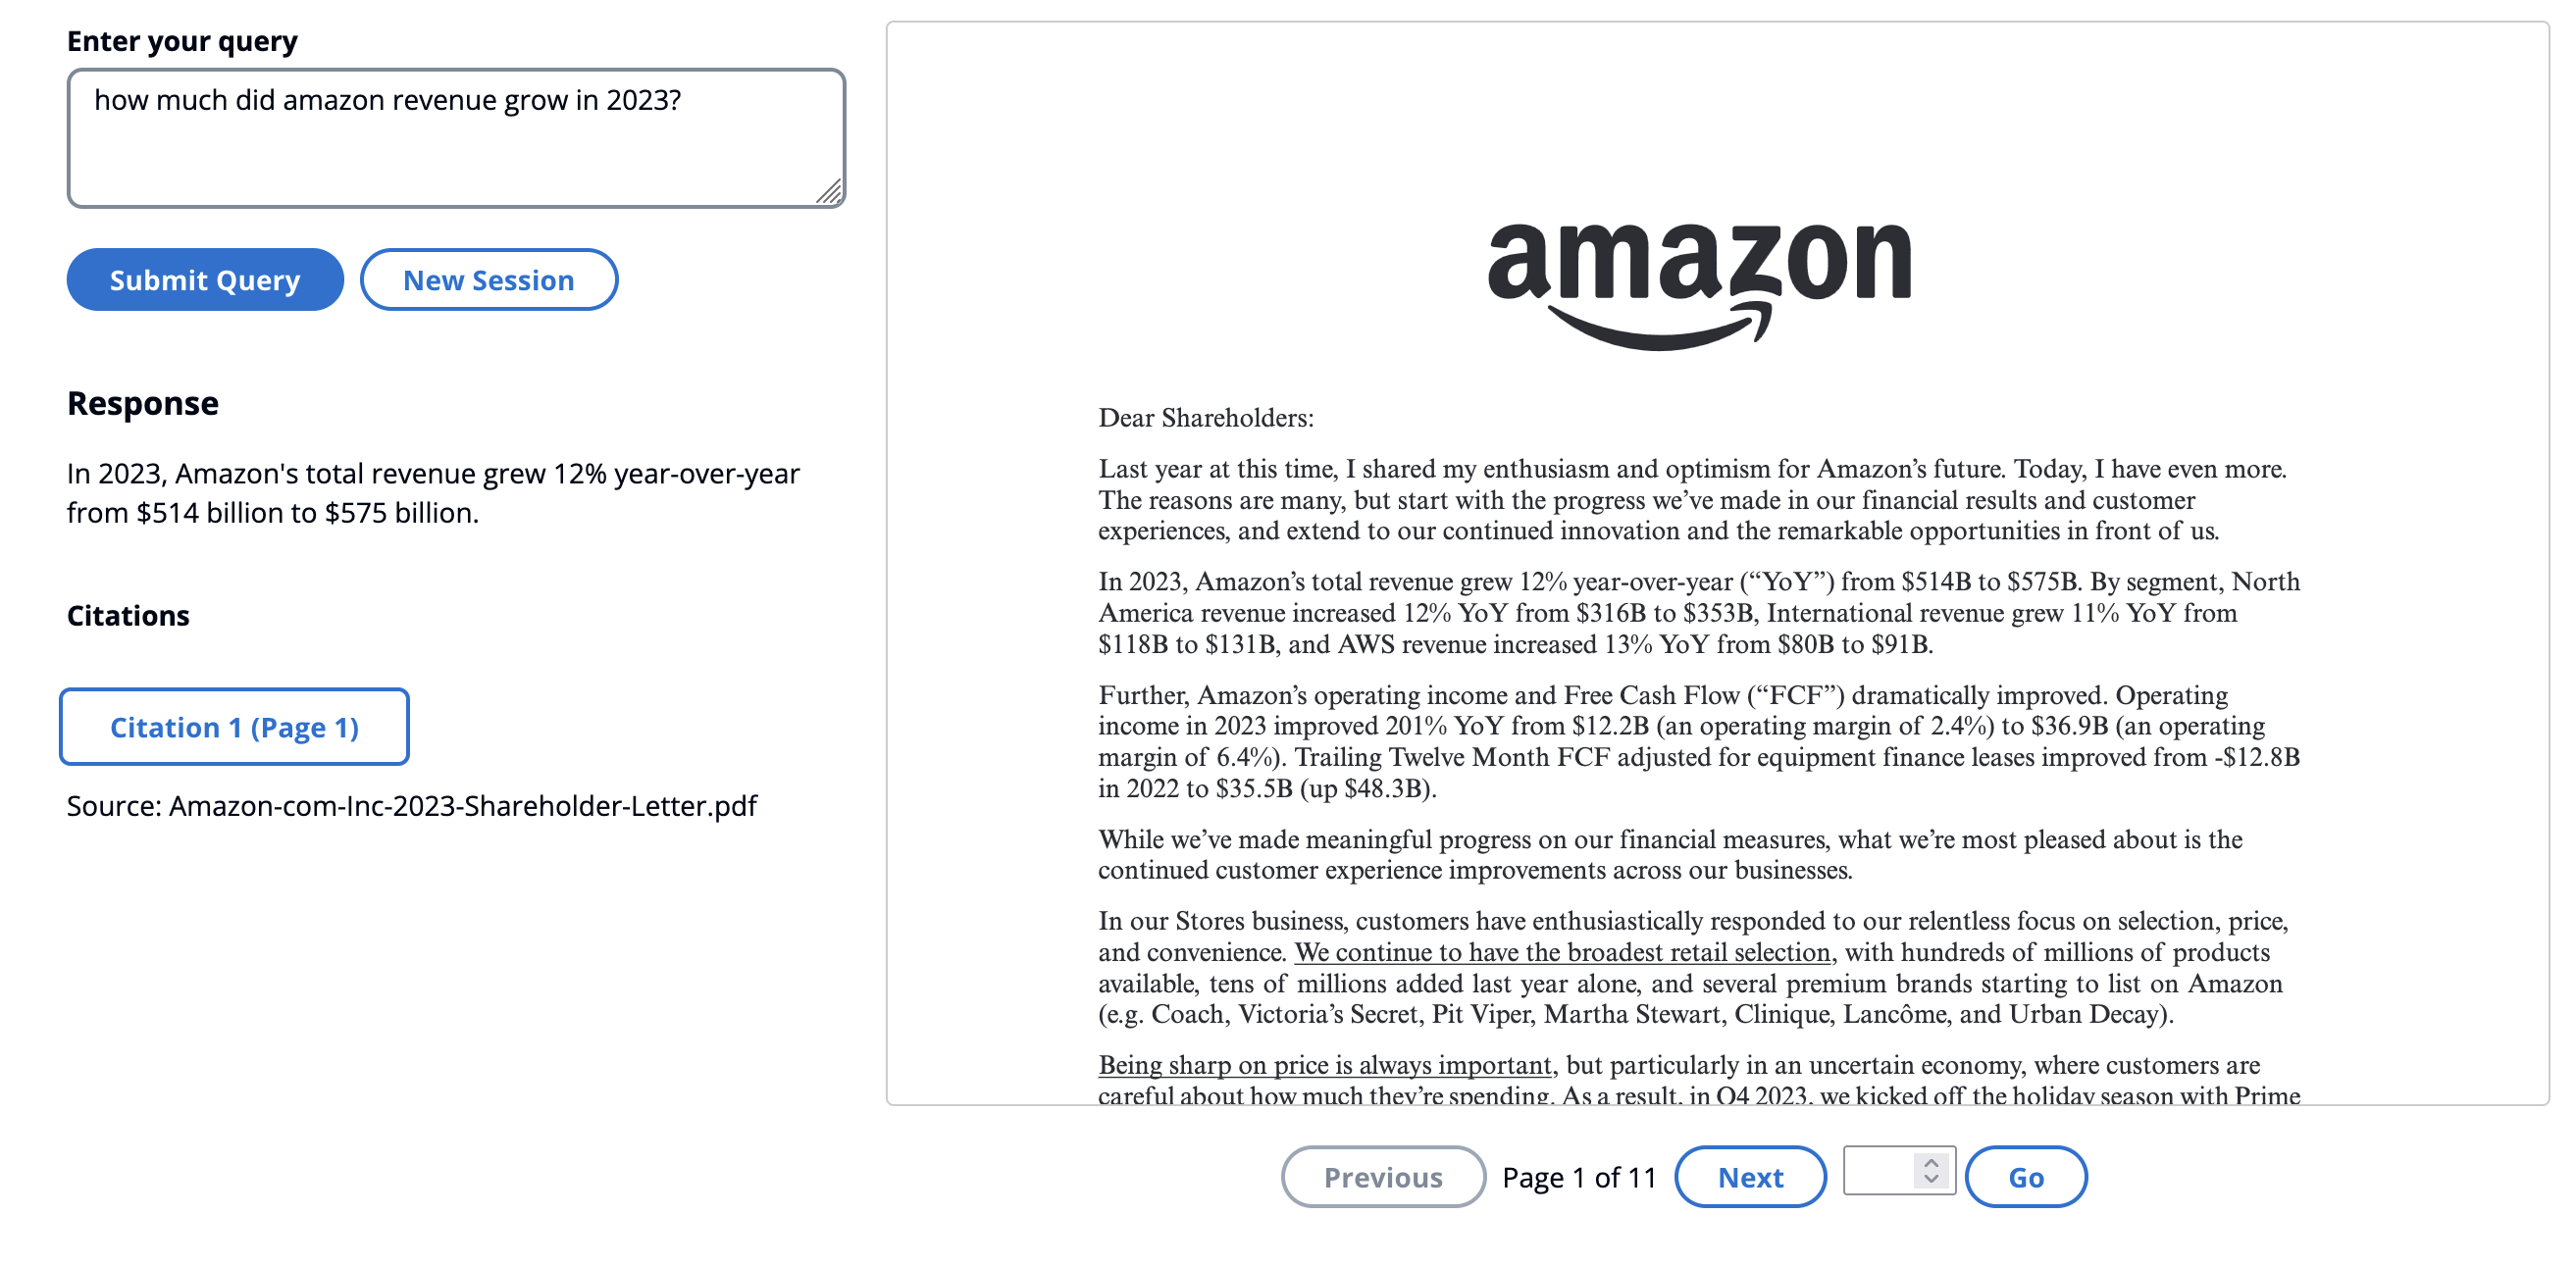 Enter your query
how much did amazon revenue grow in 2023?
Submit Query
New Session
Response
In 2023, Amazon's total revenue grew 12% year-over-year
from $514 billion to $575 billion.
Citations
Citation 1 (Page 1)
Source: Amazon-com-Inc-2023-Shareholder-Letter.pdf
amazon
Dear Shareholders:
Last year at this time, I shared my enthusiasm and optimism for Amazon’s future. Today, I have even more.
The reasons are many, but start with the progress we’ve made in our financial results and customer
experiences, and extend to our continued innovation and the remarkable opportunities in front of us.
In 2023, Amazon’s total revenue grew 12% year-over-year (“YoY”) from $514B to $575B. By segment, North
America revenue increased 12% YoY from $316B to $353B, International revenue grew 11% YoY from
$118B to $131B, and AWS revenue increased 13% YoY from $80B to $91B.
Further, Amazon’s operating income and Free Cash Flow (“FCF”) dramatically improved. Operating
income in 2023 improved 201% YoY from $12.2B (an operating margin of 2.4%) to $36.9B (an operating
margin of 6.4%). Trailing Twelve Month FCF adjusted for equipment finance leases improved from -$12.8B
in 2022 to $35.5B (up $48.3B).
While we’ve made meaningful progress on our financial measures, what we’re most pleased about is the
continued customer experience improvements across our businesses.
In our Stores business, customers have enthusiastically responded to our relentless focus on selection, price,
and convenience. We continue to have the broadest retail selection, with hundreds of millions of products
available, tens of millions added last year alone, and several premium brands starting to list on Amazon
(e.g. Coach, Victoria’s Secret, Pit Viper, Martha Stewart, Clinique, Lancôme, and Urban Decay).
Being sharp on price is always important, but particularly in an uncertain economy, where customers are
careful about how much they’re spending. As a result, in Q4 2023, we kicked off the holiday season with Prime
Previous
Page 1 of 11
Next
Go